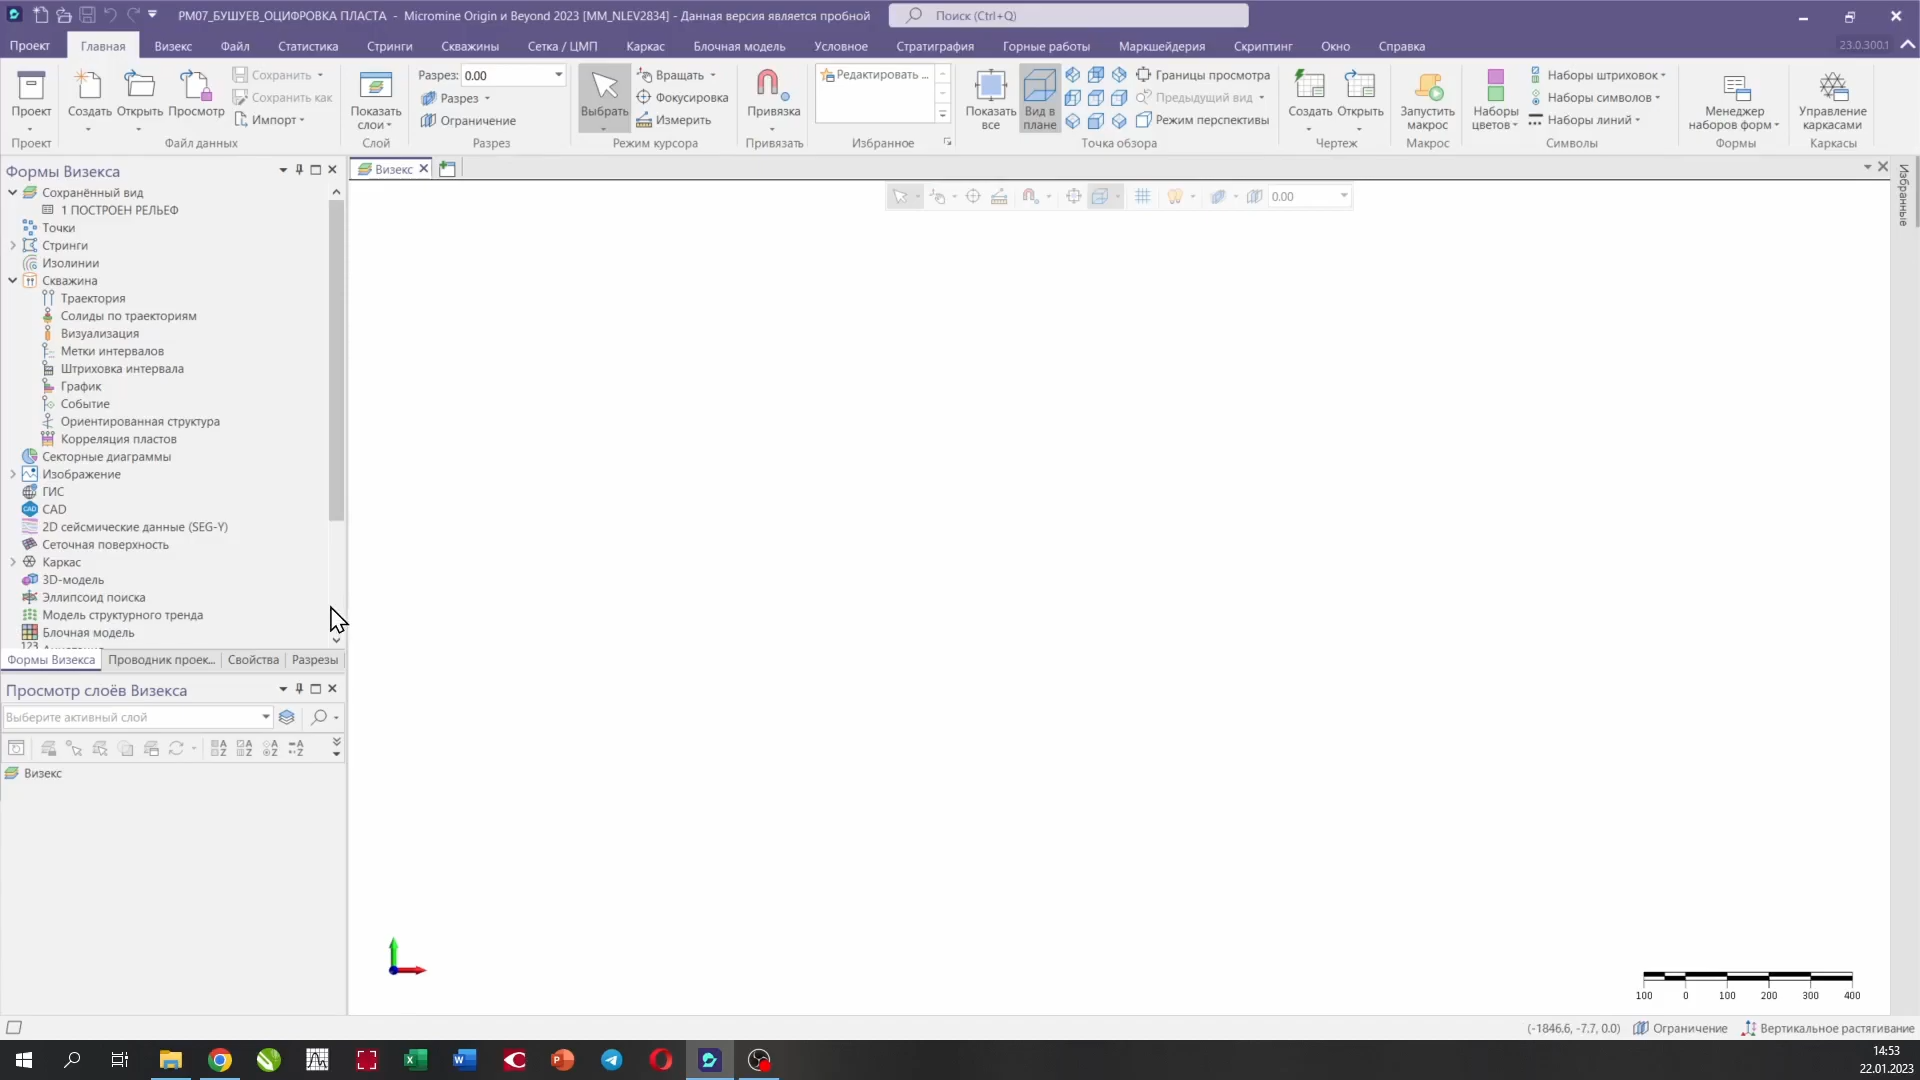 РМ07_БУШУЕВ_ОЦИФРОВКА ПЛАСТА - Micromine Origin и Beyond 2023 [MM_NLEV2834] - Данная версия является пробной
Поиск (Ctrl+Q)
Проект Главная Визекс Файл Статистика Стринги Скважины Сетка / ЦМП Каркас Блочная модель Условное Стратиграфия Горные работы Маркшейдерия Скриптинг Окно Справка
23.0.300.1
Проект
Проект
Создать
Открыть
Просмотр
Сохранить
Сохранить как
Импорт
Файл данных
Показать слои
Слой
Разрез: 0.00
Разрез
Ограничение
Разрез
Выбрать
Вращать
Фокусировка
Измерить
Режим курсора
Привязка
Привязать
Редактировать ...
Избранное
Показать все
Вид в плане
Границы просмотра
Предыдущий вид
Режим перспективы
Точка обзора
Создать
Открыть
Чертеж
Запустить макрос
Макрос
Наборы цветов
Наборы штриховок
Наборы символов
Наборы линий
Символы
Менеджер наборов форм
Формы
Управление каркасами
Каркасы
Формы Визекса
Сохранённый вид
1 ПОСТРОЕН РЕЛЬЕФ
Точки
Стринги
Изолинии
Скважина
Траектория
Солиды по траекториям
Визуализация
Метки интервалов
Штриховка интервала
График
Событие
Ориентированная структура
Корреляция пластов
Секторные диаграммы
Изображение
ГИС
CAD
CAD
2D сейсмические данные (SEG-Y)
Сеточная поверхность
Каркас
3D-модель
Эллипсоид поиска
Модель структурного тренда
Блочная модель
Формы Визекса Проводник проек... Свойства Разрезы
Просмотр слоёв Визекса
Выберите активный слой
Визекс
Визекс
0.00
Избранные
100 0 100 200 300 400
(-1846.6, -7.7, 0.0) Ограничение Вертикальное растягивание
14:53
22.01.2023